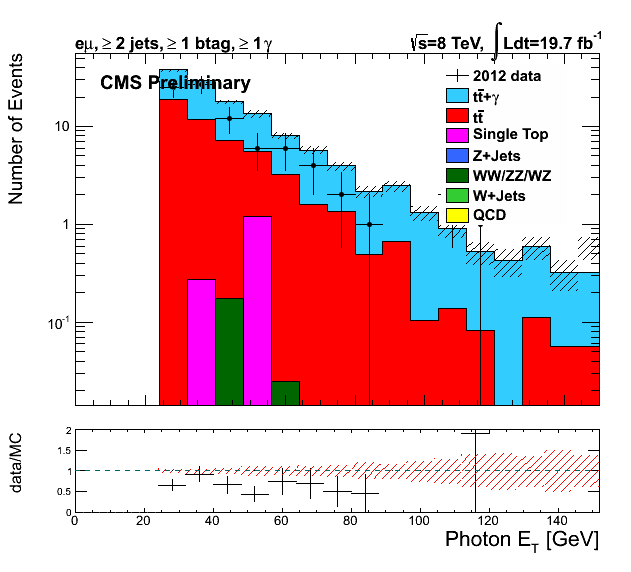 eμ, ≥ 2 jets, ≥ 1 btag, ≥ 1 γ
√s=8 TeV, ∫ Ldt=19.7 fb⁻¹
CMS Preliminary
2012 data
tt̄+γ
tt̄
Single Top
Z+Jets
WW/ZZ/WZ
W+Jets
QCD
Number of Events
10
1
10⁻¹
data/MC
2
1.5
1
0.5
0
0 20 40 60 80 100 120 140
Photon E_T [GeV]